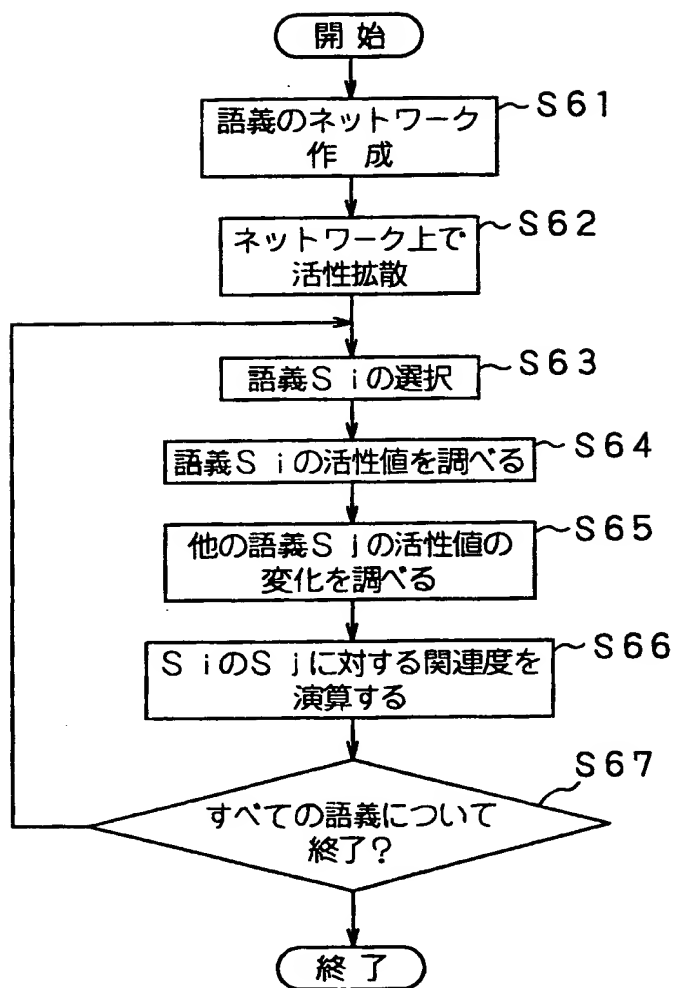 開始
語義のネットワーク
作 成
S61
ネットワーク上で
活性拡散
S62
語義Siの選択
S63
語義Siの活性値を調べる
S64
他の語義Sjの活性値の
変化を調べる
S65
SiのSjに対する関連度を
演算する
S66
すべての語義について
終了?
S67
終了